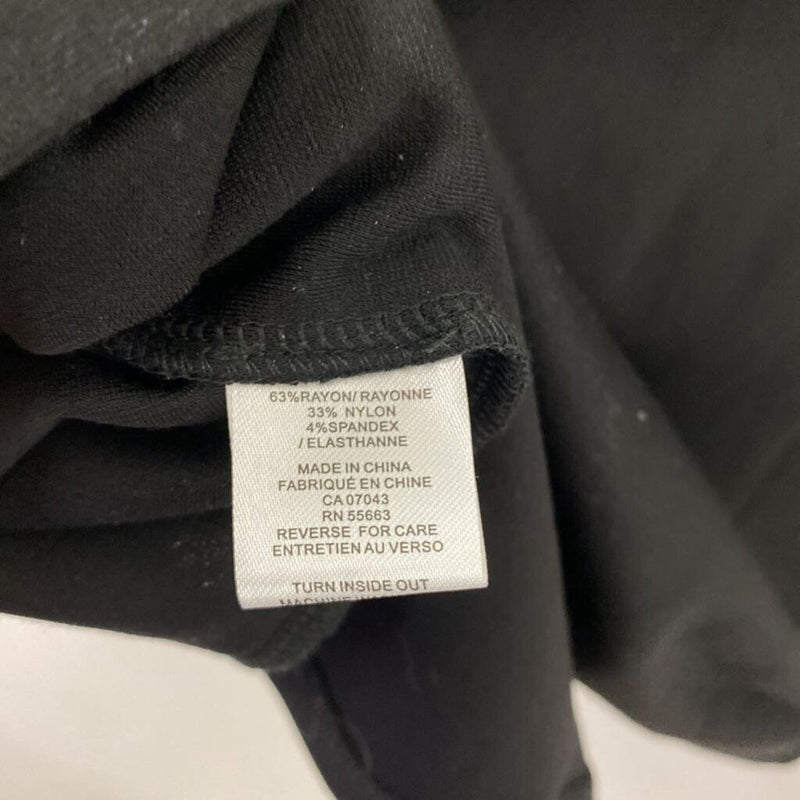 63%RAYON/RAYONNE
33% NYLON
4%SPANDEX
/ELASTHANNE
MADE IN CHINA
FABRIQUÉ EN CHINE
CA 07043
RN 55663
REVERSE FOR CARE
ENTRETIEN AU VERSO
TURN INSIDE OUT
MACHINE